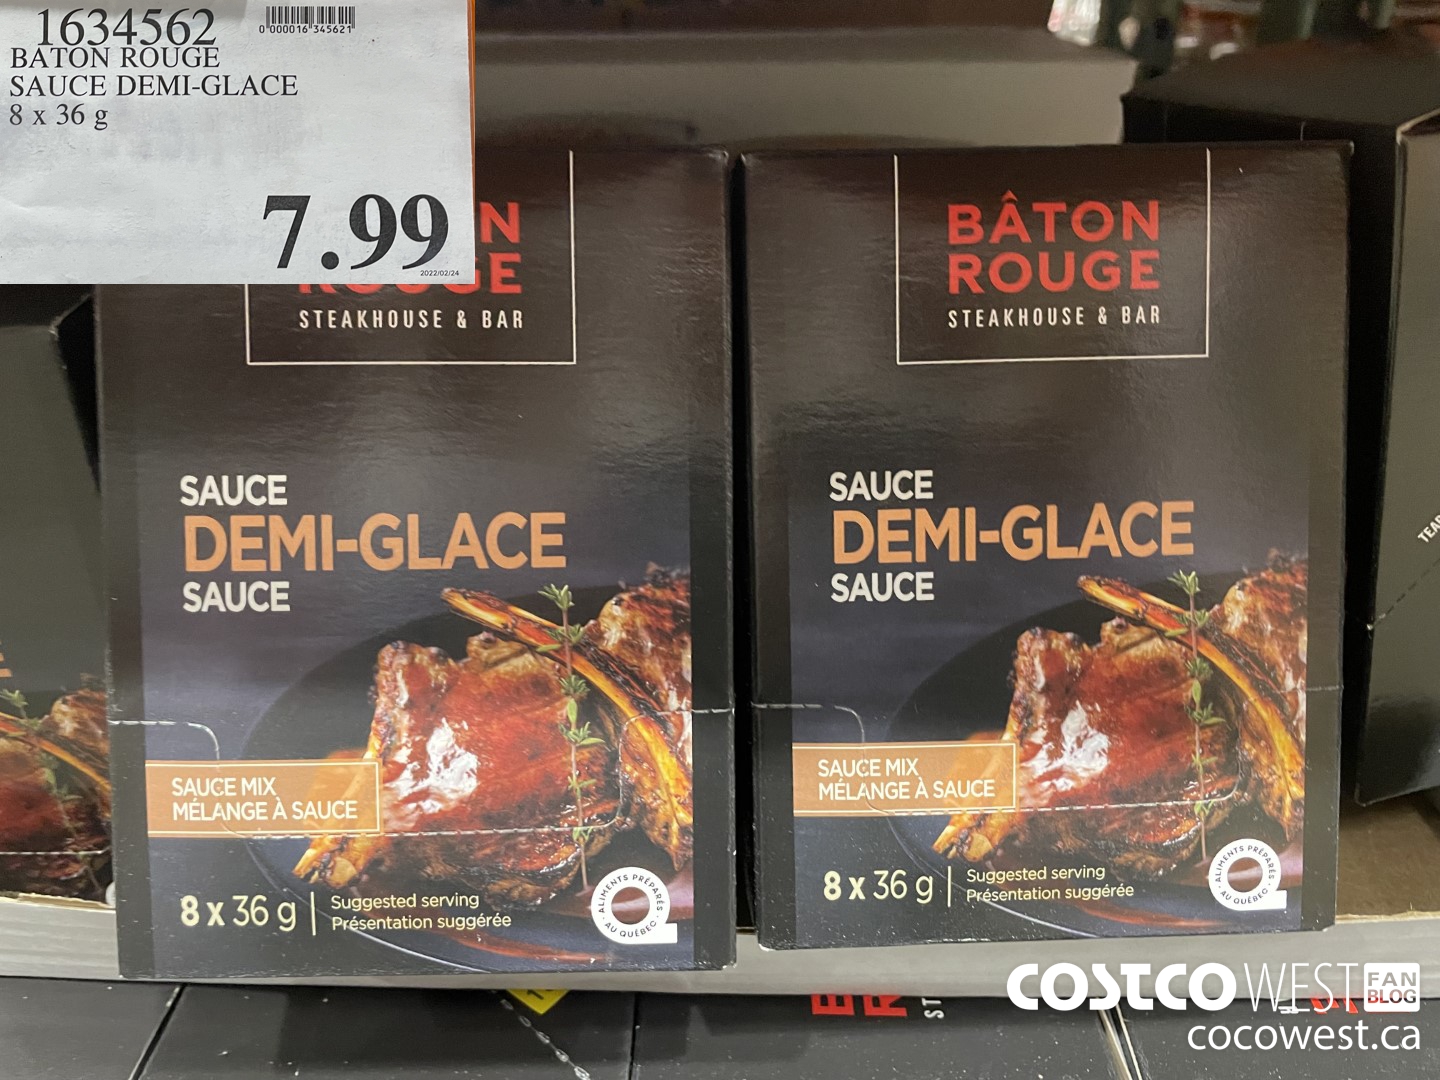 1634562
0 000016 345621
BATON ROUGE
SAUCE DEMI-GLACE
8 x 36 g
7.99
2022/02/24
N
ROUGE
STEAKHOUSE & BAR
SAUCE
DEMI-GLACE
SAUCE
SAUCE MIX
MÉLANGE À SAUCE
8 x 36 g
Suggested serving
Présentation suggérée
ALIMENTS PRÉPARÉS
AU QUÉBEC
BÂTON
ROUGE
STEAKHOUSE & BAR
SAUCE
DEMI-GLACE
SAUCE
SAUCE MIX
MÉLANGE À SAUCE
8 x 36 g
Suggested serving
Présentation suggérée
ALIMENTS PRÉPARÉS
AU QUÉBEC
TEAR
COSTCO WEST FAN
BLOG
cocowest.ca